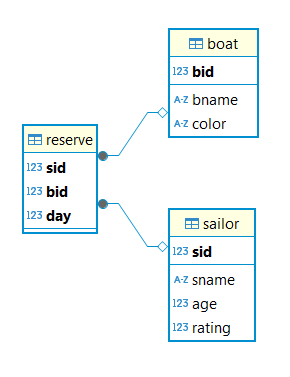 boat
123 bid
A-Z bname
A-Z color
reserve
123 sid
123 bid
123 day
sailor
123 sid
A-Z sname
123 age
123 rating